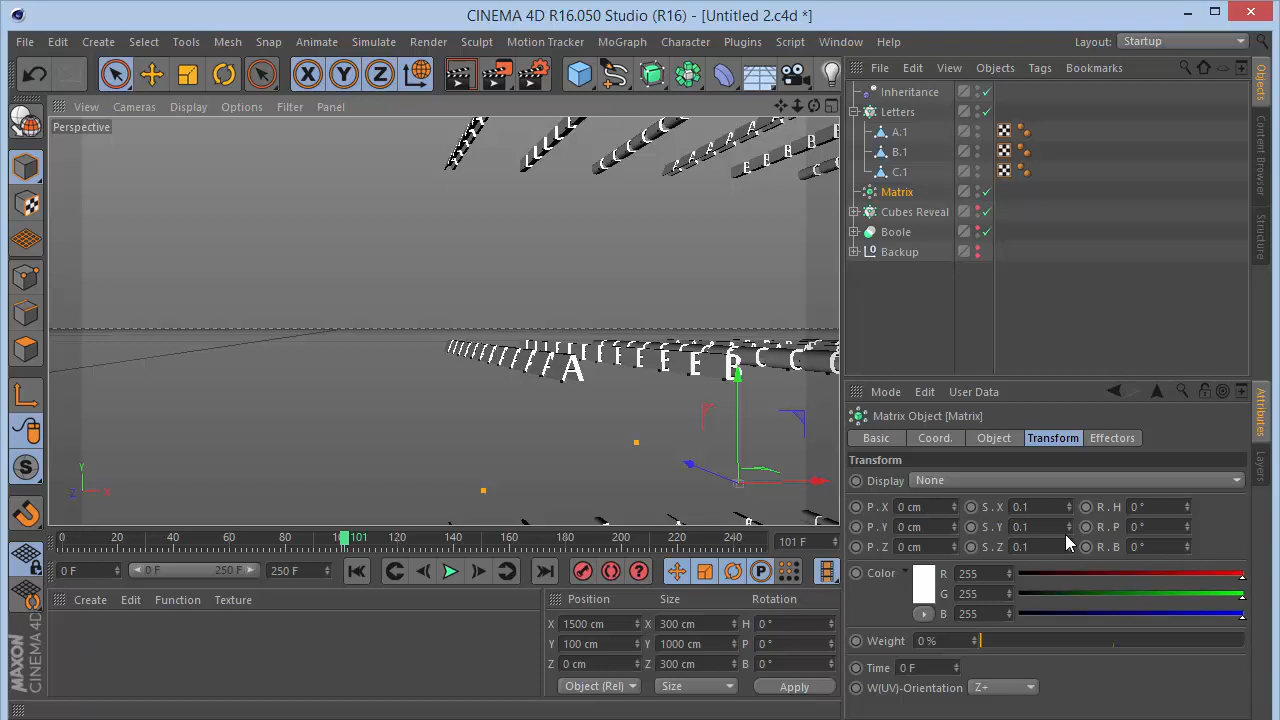 CINEMA 4D R16.050 Studio (R16) - [Untitled 2.c4d *]
File Edit Create Select Tools Mesh Snap Animate Simulate Render Sculpt Motion Tracker MoGraph Character Plugins Script Window Help Layout: Startup
X Y Z
View Cameras Display Options Filter Panel
File Edit View Objects Tags Bookmarks
Perspective
Inheritance
Letters
A.1
B.1
C.1
Matrix
Cubes Reveal
Boole
L0 Backup
Objects
Content Browser
Structure
A B C C
Y
Z X
Mode Edit User Data
Matrix Object [Matrix]
Basic Coord. Object Transform Effectors
Transform
Display None
P . X 0 cm S . X 0.1 R . H 0 °
P . Y 0 cm S . Y 0.1 R . P 0 °
P . Z 0 cm S . Z 0.1 R . B 0 °
Color R 255
G 255
B 255
Weight 0 %
Time 0 F
W(UV)-Orientation Z+
Attributes
Layers
0 20 40 60 80 101 120 140 160 180 200 220 240 101 F
0 F 0 F 250 F 250 F
Create Edit Function Texture
Position Size Rotation
X 1500 cm X 300 cm H 0 °
Y 100 cm Y 1000 cm P 0 °
Z 0 cm Z 300 cm B 0 °
Object (Rel) Size Apply
MAXON
CINEMA 4D